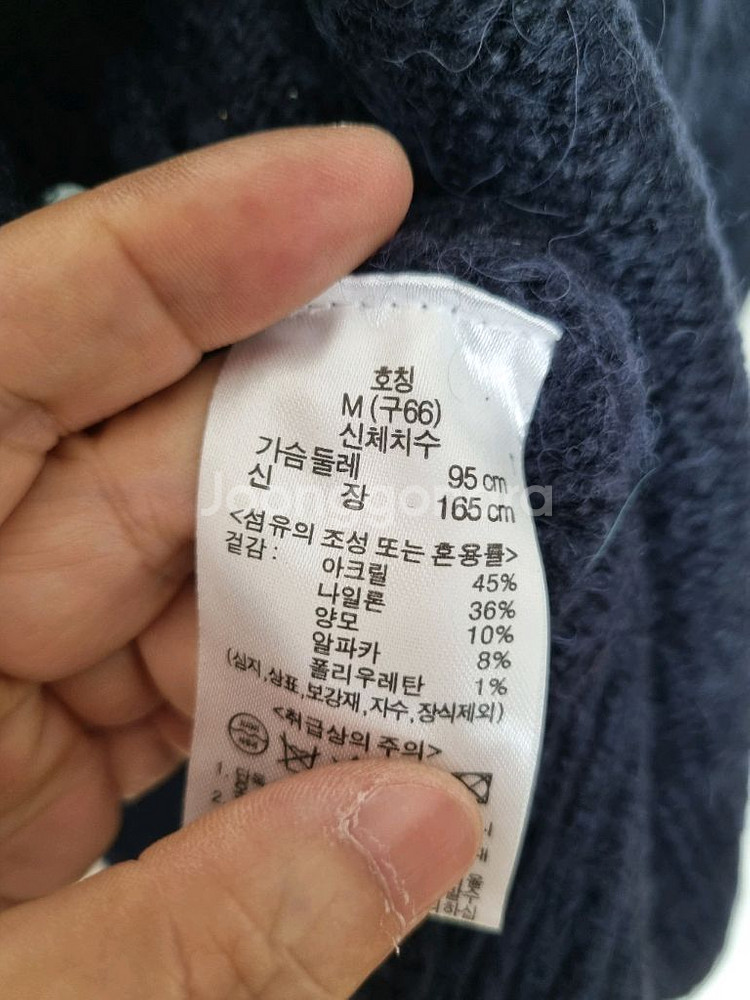 호칭
M (구66)
신체치수
가슴둘레 95 cm
신 장 165 cm
<섬유의 조성 또는 혼용률>
겉감 : 아크릴 45%
나일론 36%
양모 10%
알파카 8%
폴리우레탄 1%
(심지,상표,보강재,자수,장식제외)
<취급상의 주의>
1.
2.
Joonggonara